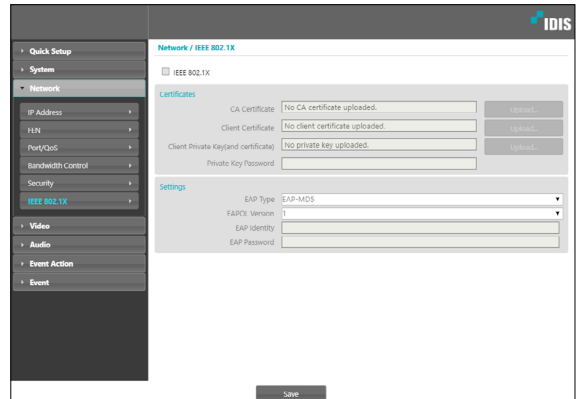 IDIS
Quick Setup
System
Network
IP Address
FEN
Port/QoS
Bandwidth Control
Security
IEEE 802.1X
Video
Audio
Event Action
Event
Network / IEEE 802.1X
IEEE 802.1X
Certificates
CA Certificate No CA certificate uploaded. Upload...
Client Certificate No client certificate uploaded. Upload...
Client Private Key(and certificate) No private key uploaded. Upload...
Private Key Password
Settings
EAP Type EAP-MD5
EAPOL Version 1
EAP Identity
EAP Password
Save